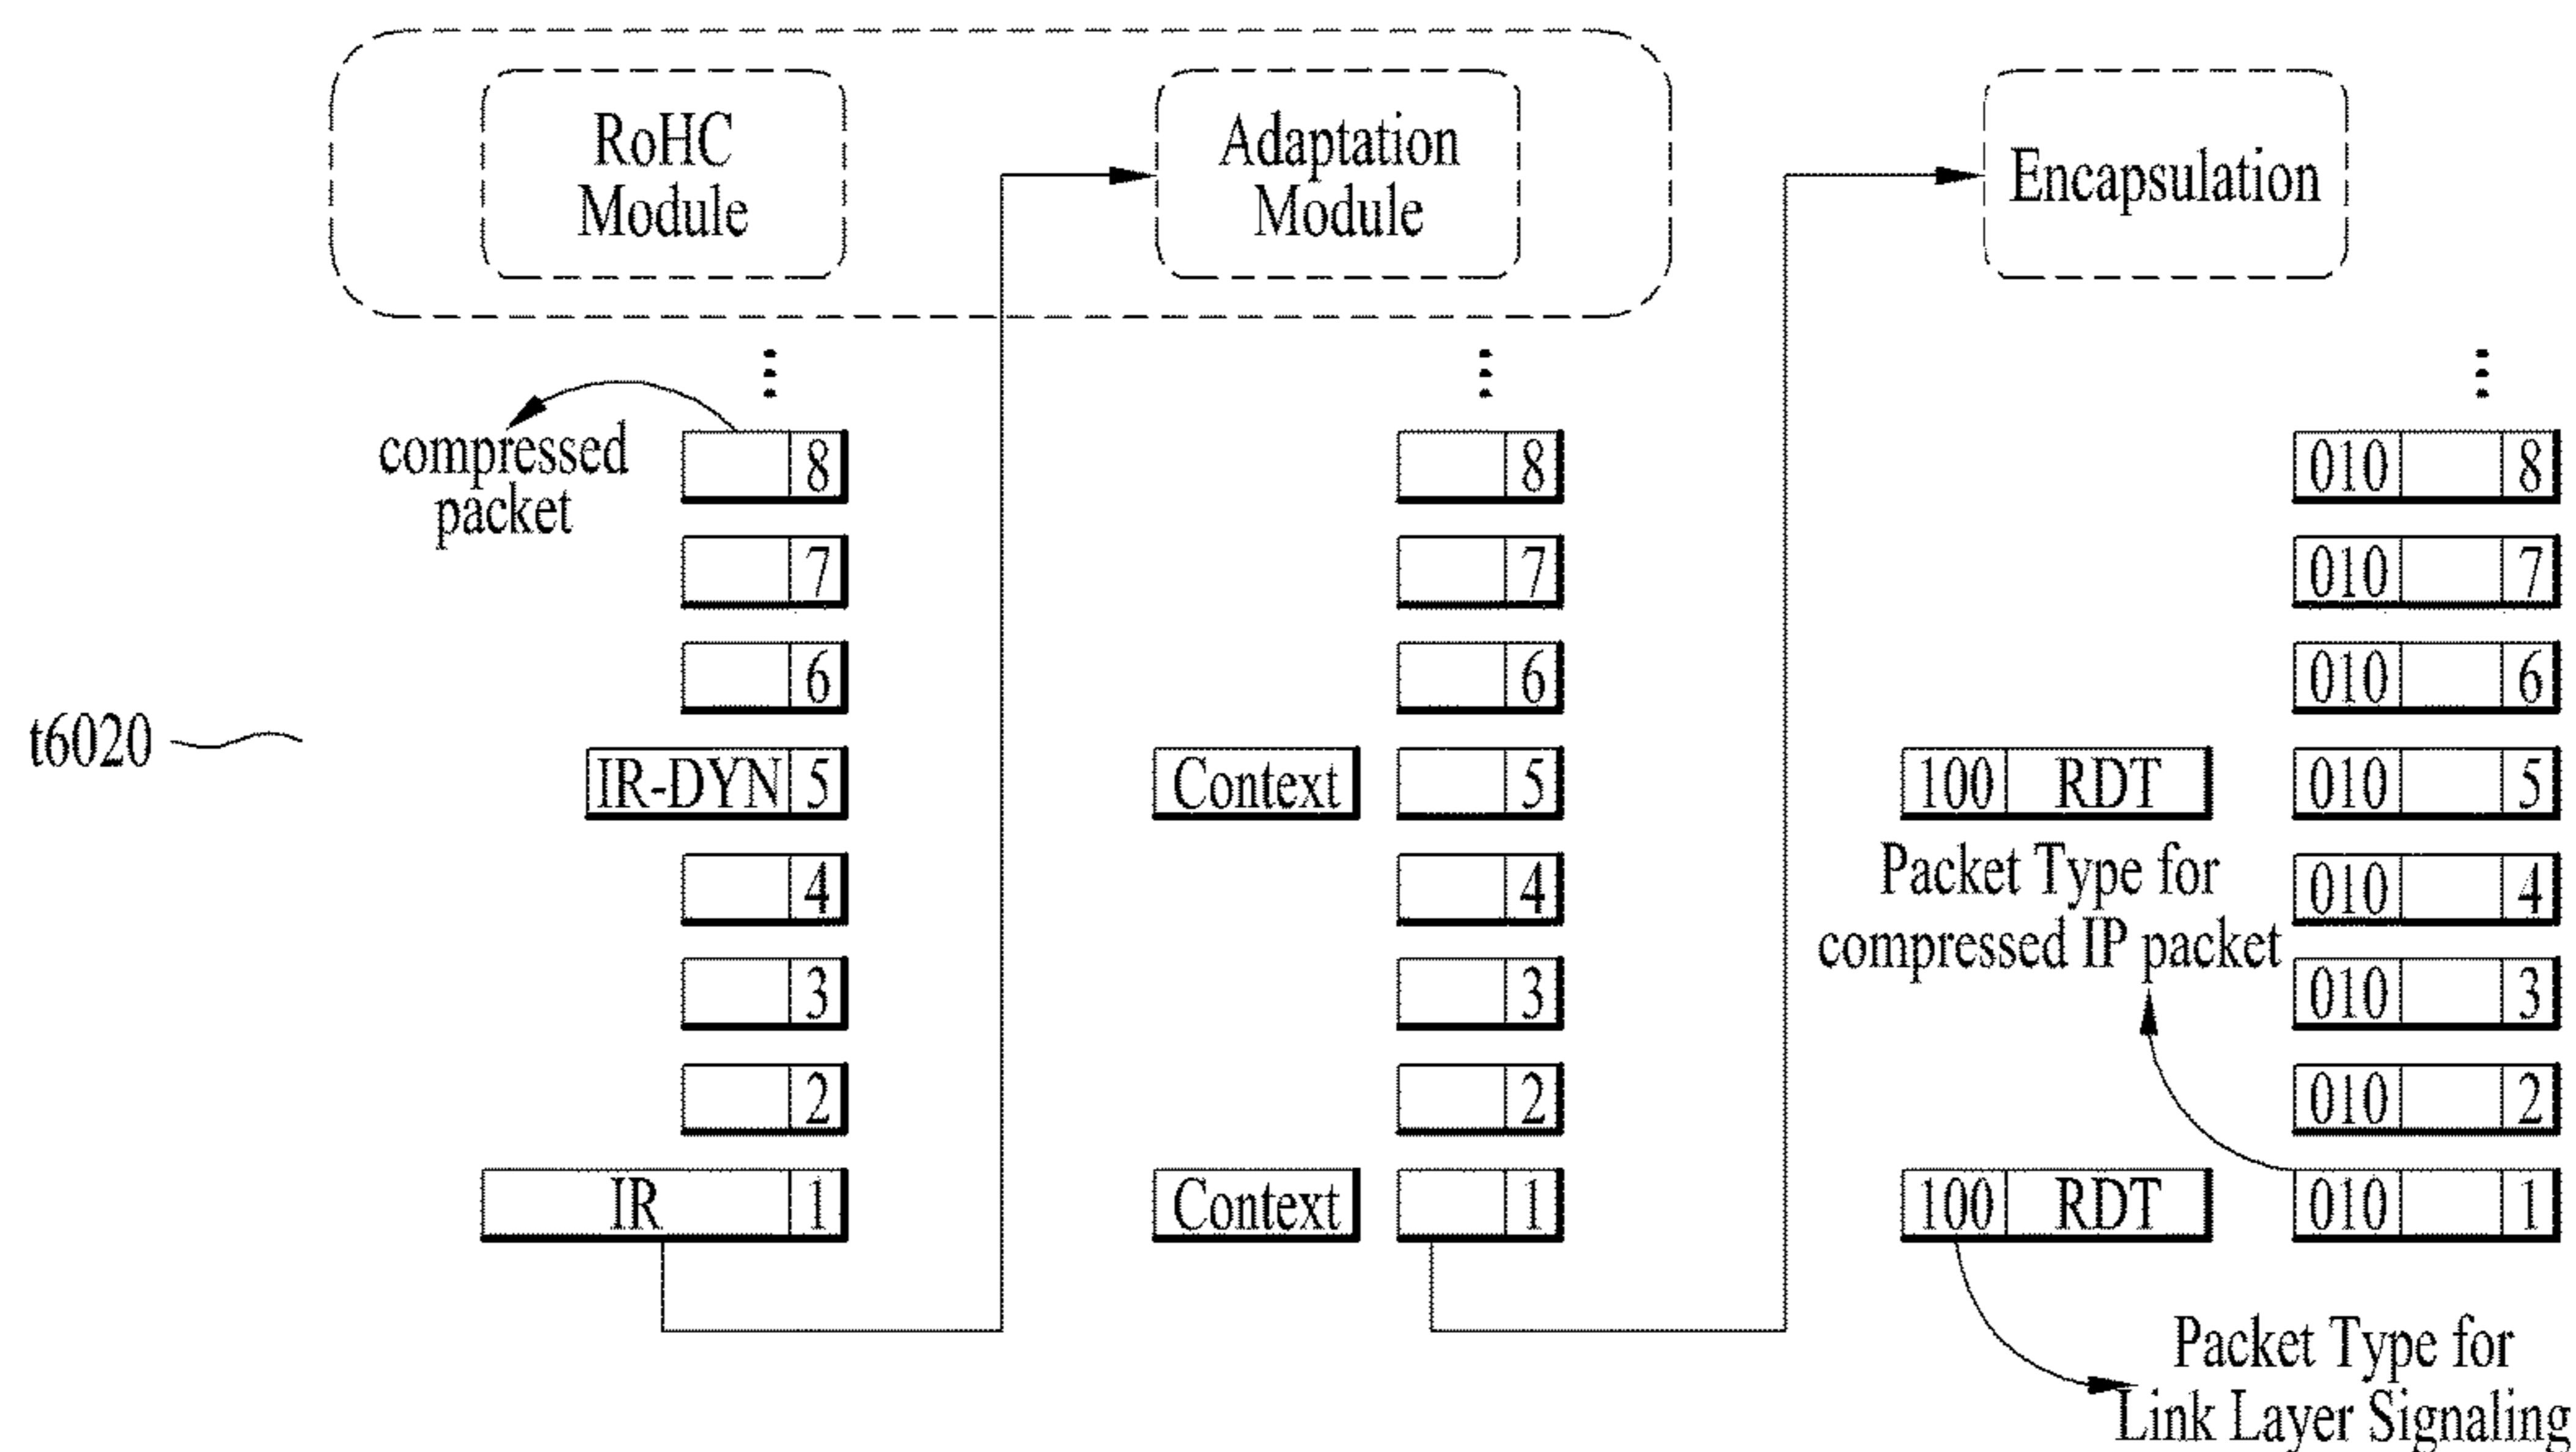 RoHC
Module
Adaptation
Module
Encapsulation
compressed
packet
8
8
010 8
7
7
010 7
6
6
010 6
t6020
IR-DYN 5
Context 5
100 RDT 010 5
4
4
Packet Type for
compressed IP packet
010 4
3
3
010 3
2
2
010 2
IR 1
Context 1
100 RDT 010 1
Packet Type for
Link Layer Signaling